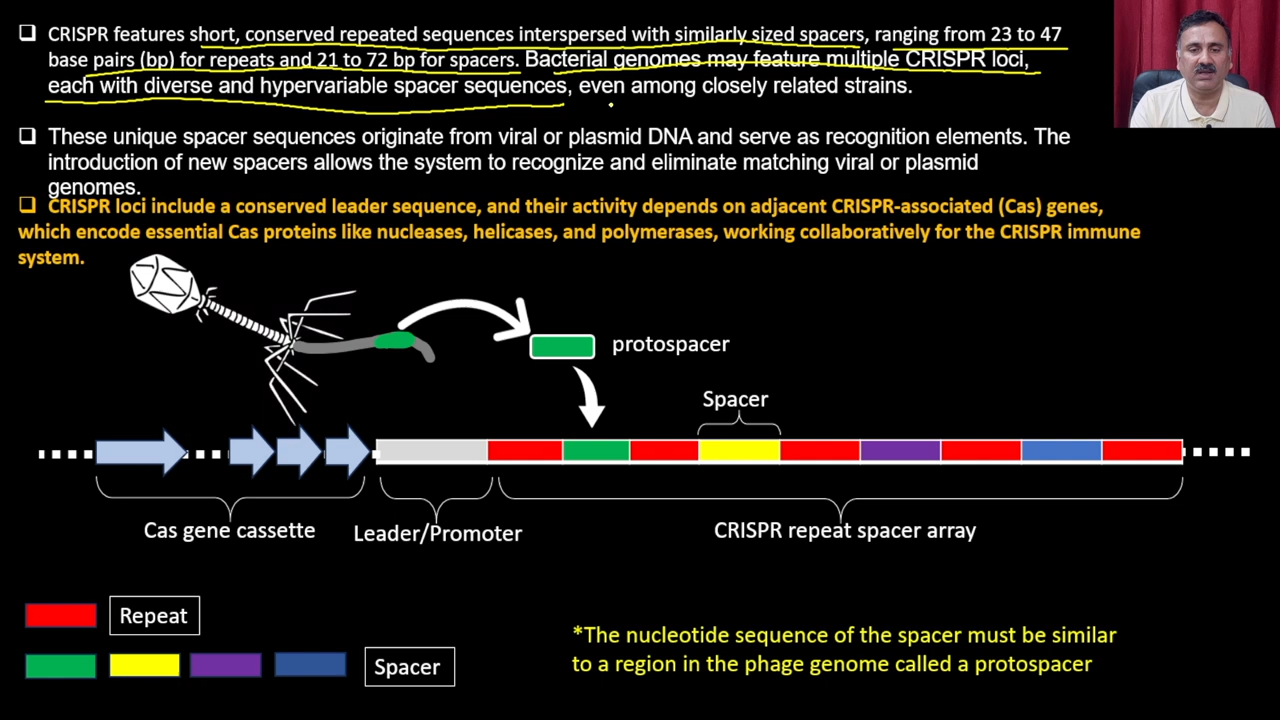 ❑ CRISPR features short, conserved repeated sequences interspersed with similarly sized spacers, ranging from 23 to 47
base pairs (bp) for repeats and 21 to 72 bp for spacers. Bacterial genomes may feature multiple CRISPR loci,
each with diverse and hypervariable spacer sequences, even among closely related strains.
❑ These unique spacer sequences originate from viral or plasmid DNA and serve as recognition elements. The
introduction of new spacers allows the system to recognize and eliminate matching viral or plasmid
genomes.
❑ CRISPR loci include a conserved leader sequence, and their activity depends on adjacent CRISPR-associated (Cas) genes,
which encode essential Cas proteins like nucleases, helicases, and polymerases, working collaboratively for the CRISPR immune
system.
protospacer
Spacer
Cas gene cassette
Leader/Promoter
CRISPR repeat spacer array
Repeat
Spacer
*The nucleotide sequence of the spacer must be similar
to a region in the phage genome called a protospacer